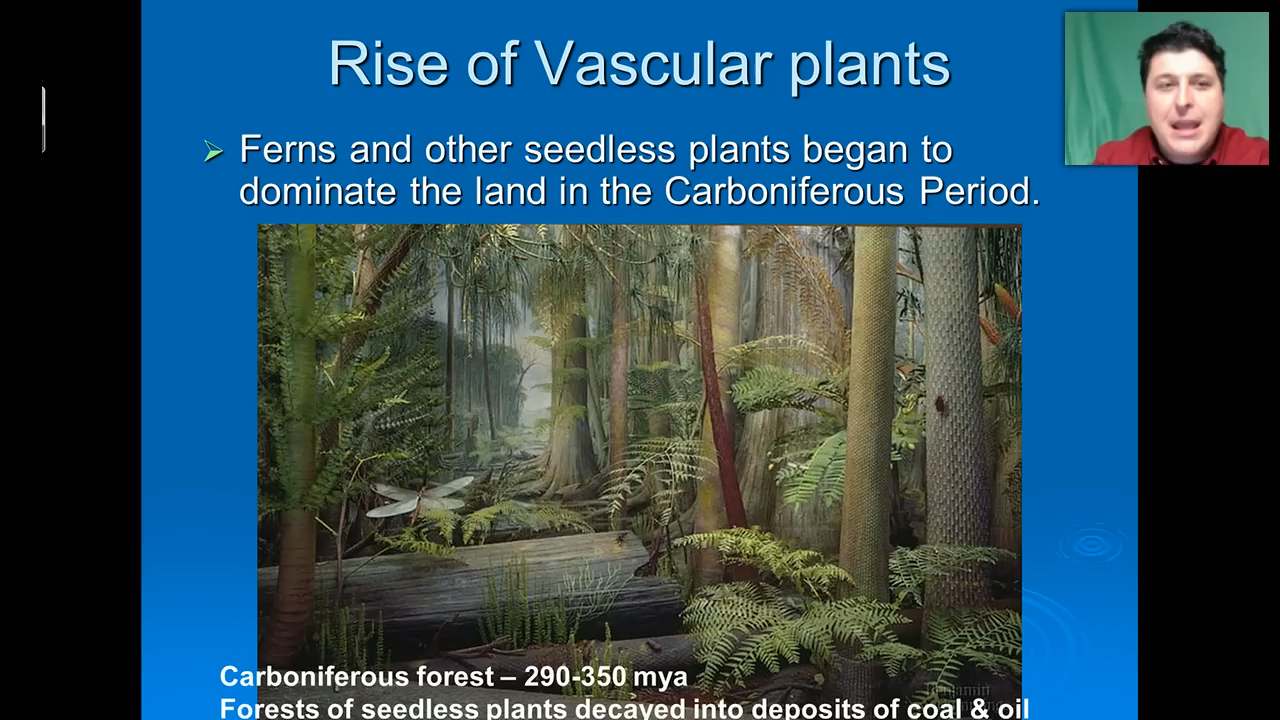 Rise of Vascular plants
Ferns and other seedless plants began to
dominate the land in the Carboniferous Period.
Carboniferous forest – 290-350 mya
Forests of seedless plants decayed into deposits of coal & oil
Benjamin